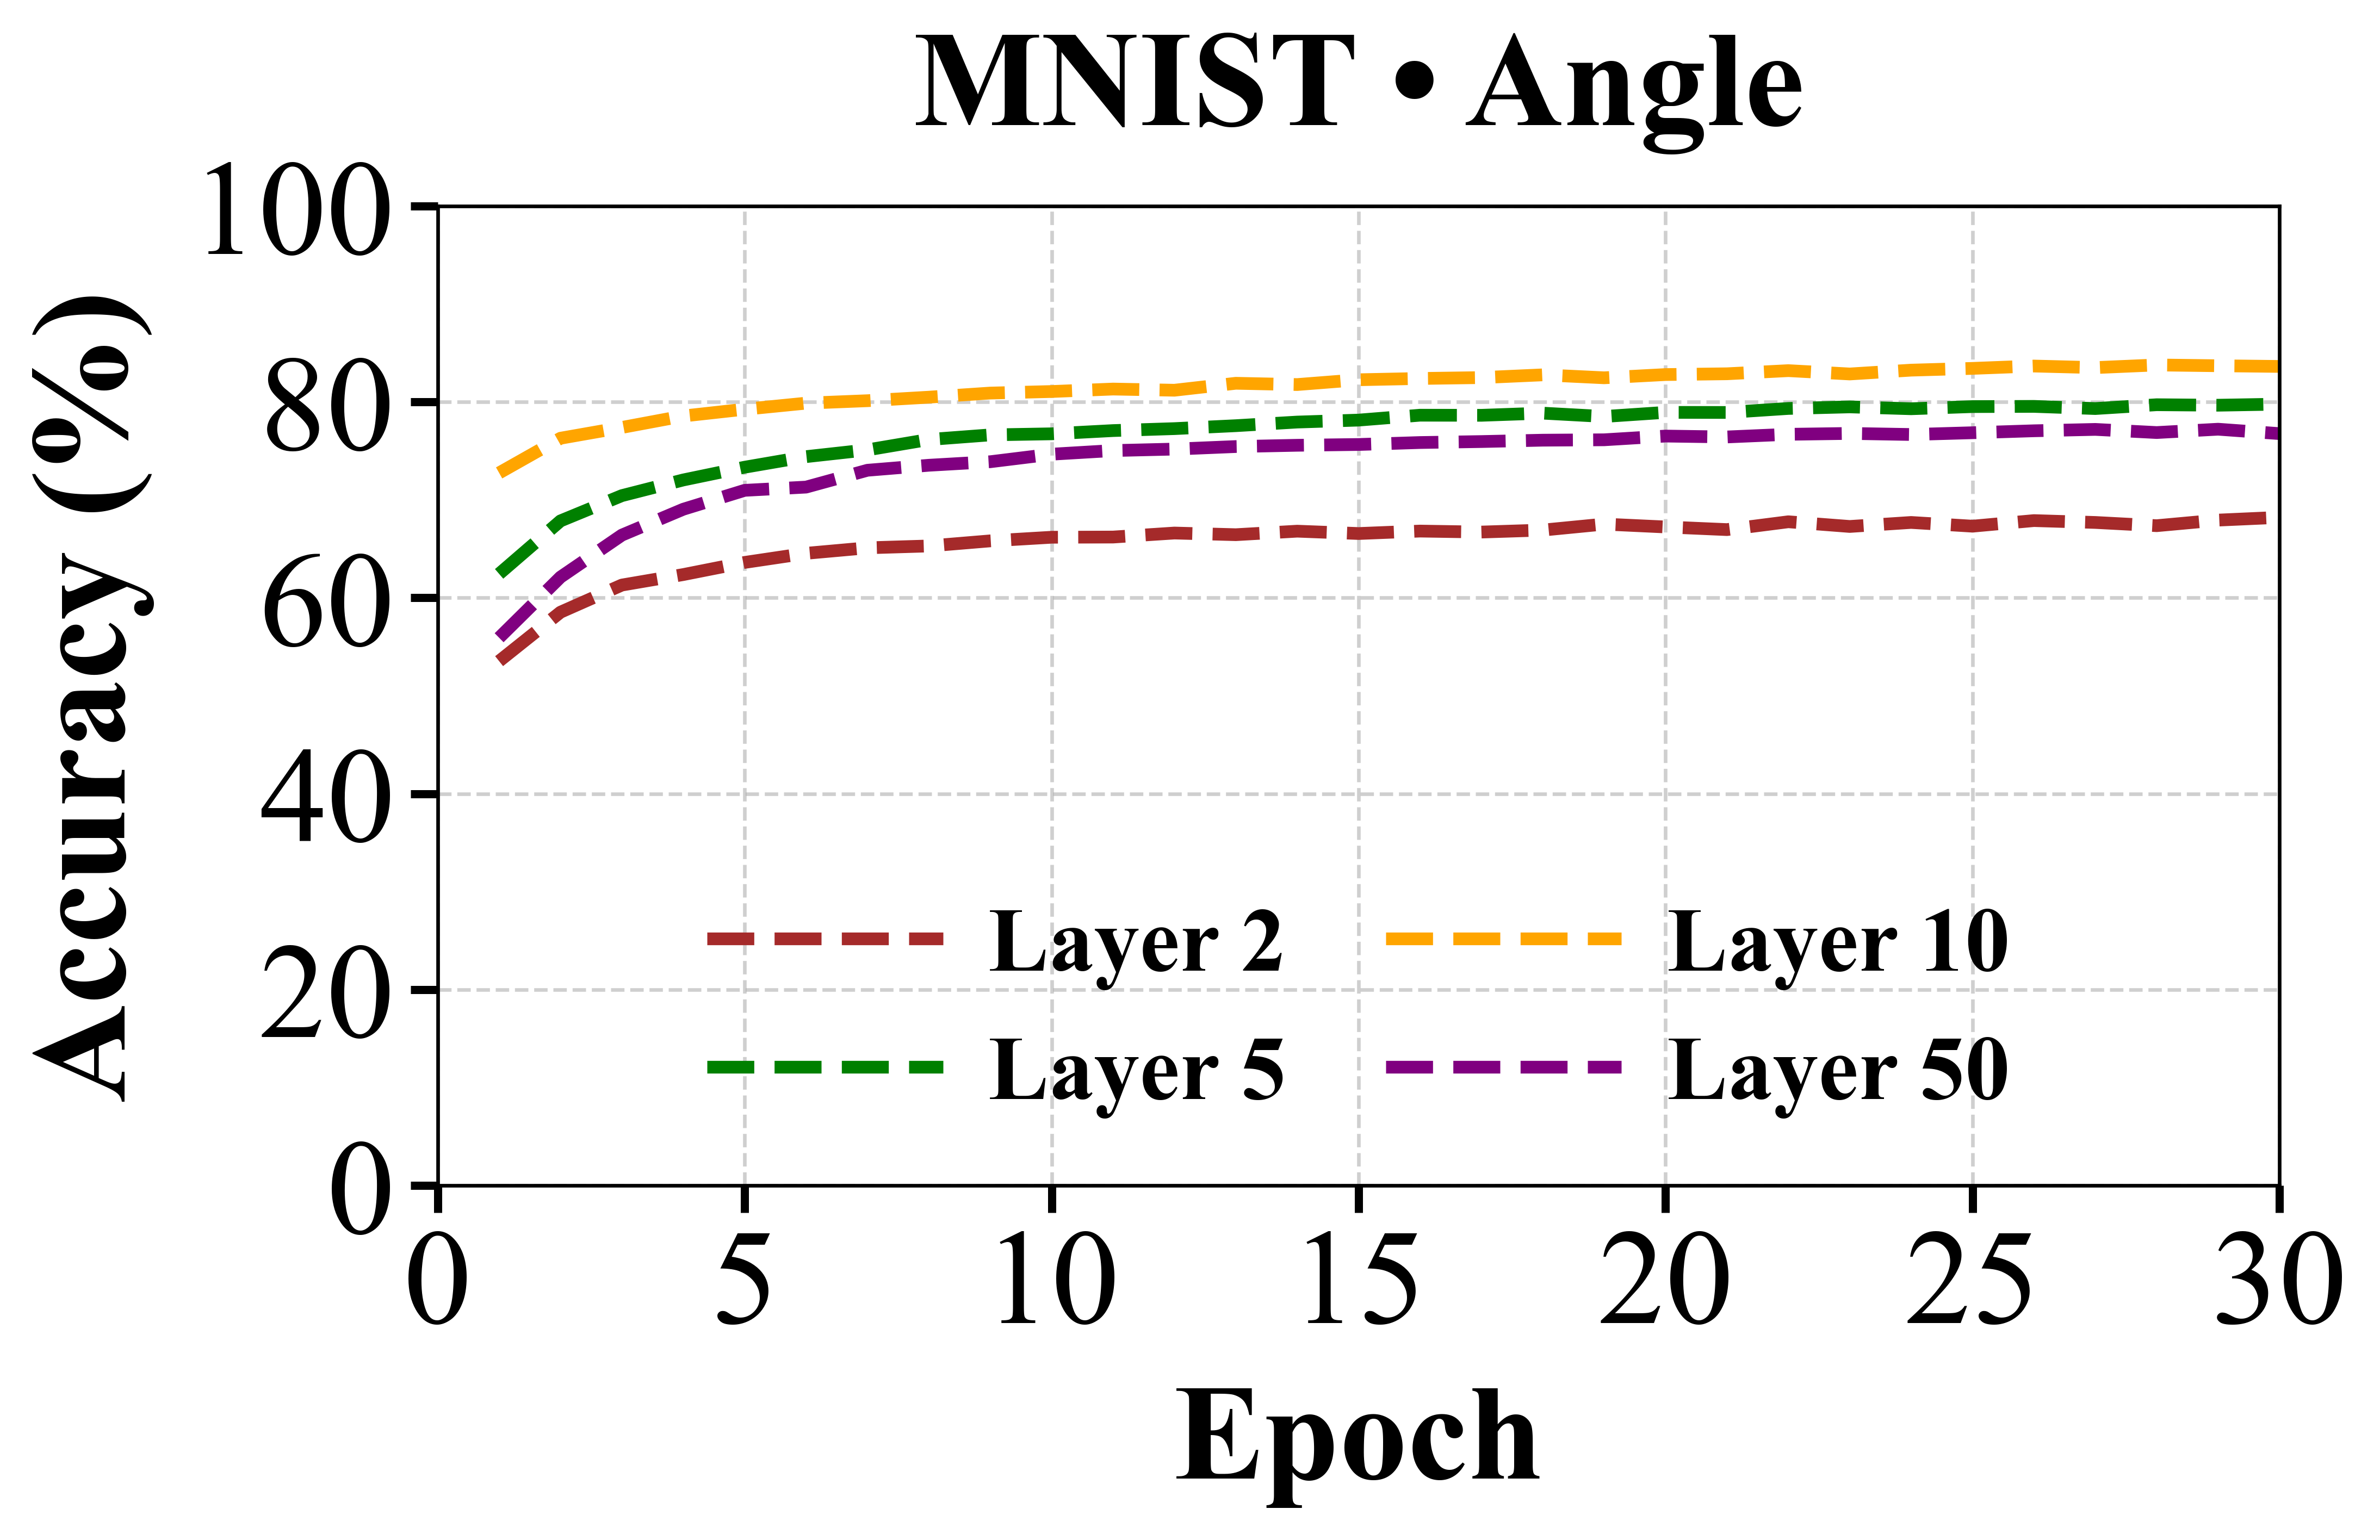 MNIST • Angle
Accuracy (%)
100
80
60
40
20
0
Layer 2
Layer 10
Layer 5
Layer 50
0 5 10 15 20 25 30
Epoch